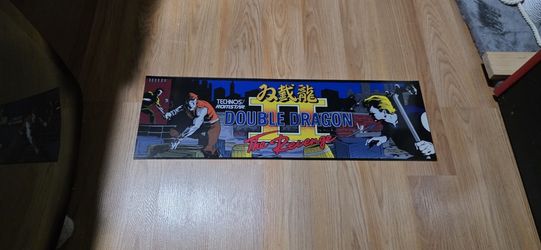 双截龍
TECHNOS/
ROMSTAR
II
DOUBLE DRAGON
The Revenge